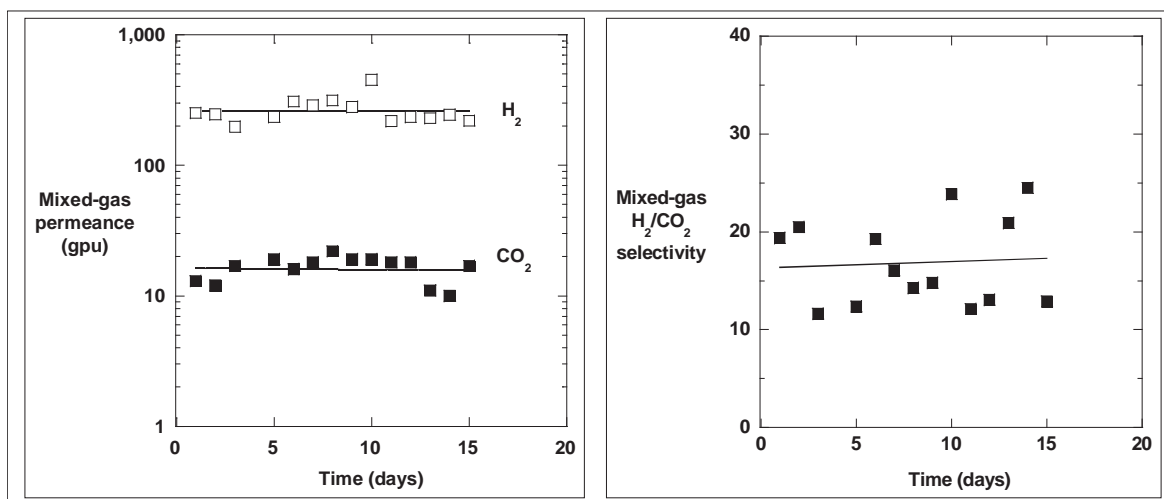 1,000
100
10
1
Mixed-gas
permeance
(gpu)
H2
CO2
0 5 10 15 20
Time (days)
40
30
20
10
0
Mixed-gas
H2/CO2
selectivity
0 5 10 15 20
Time (days)